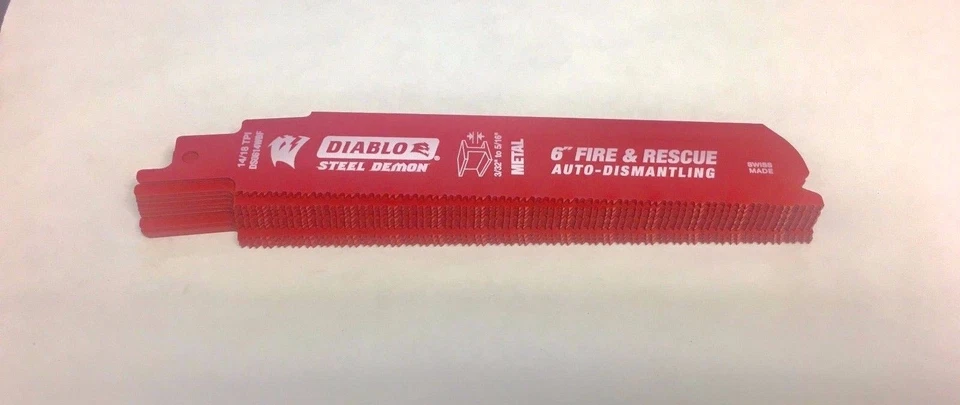 14/18 TPI
DS0614WBF
DIABLO
STEEL DEMON
3/32" to 5/16"
METAL
6" FIRE & RESCUE
AUTO-DISMANTLING
SWISS
MADE